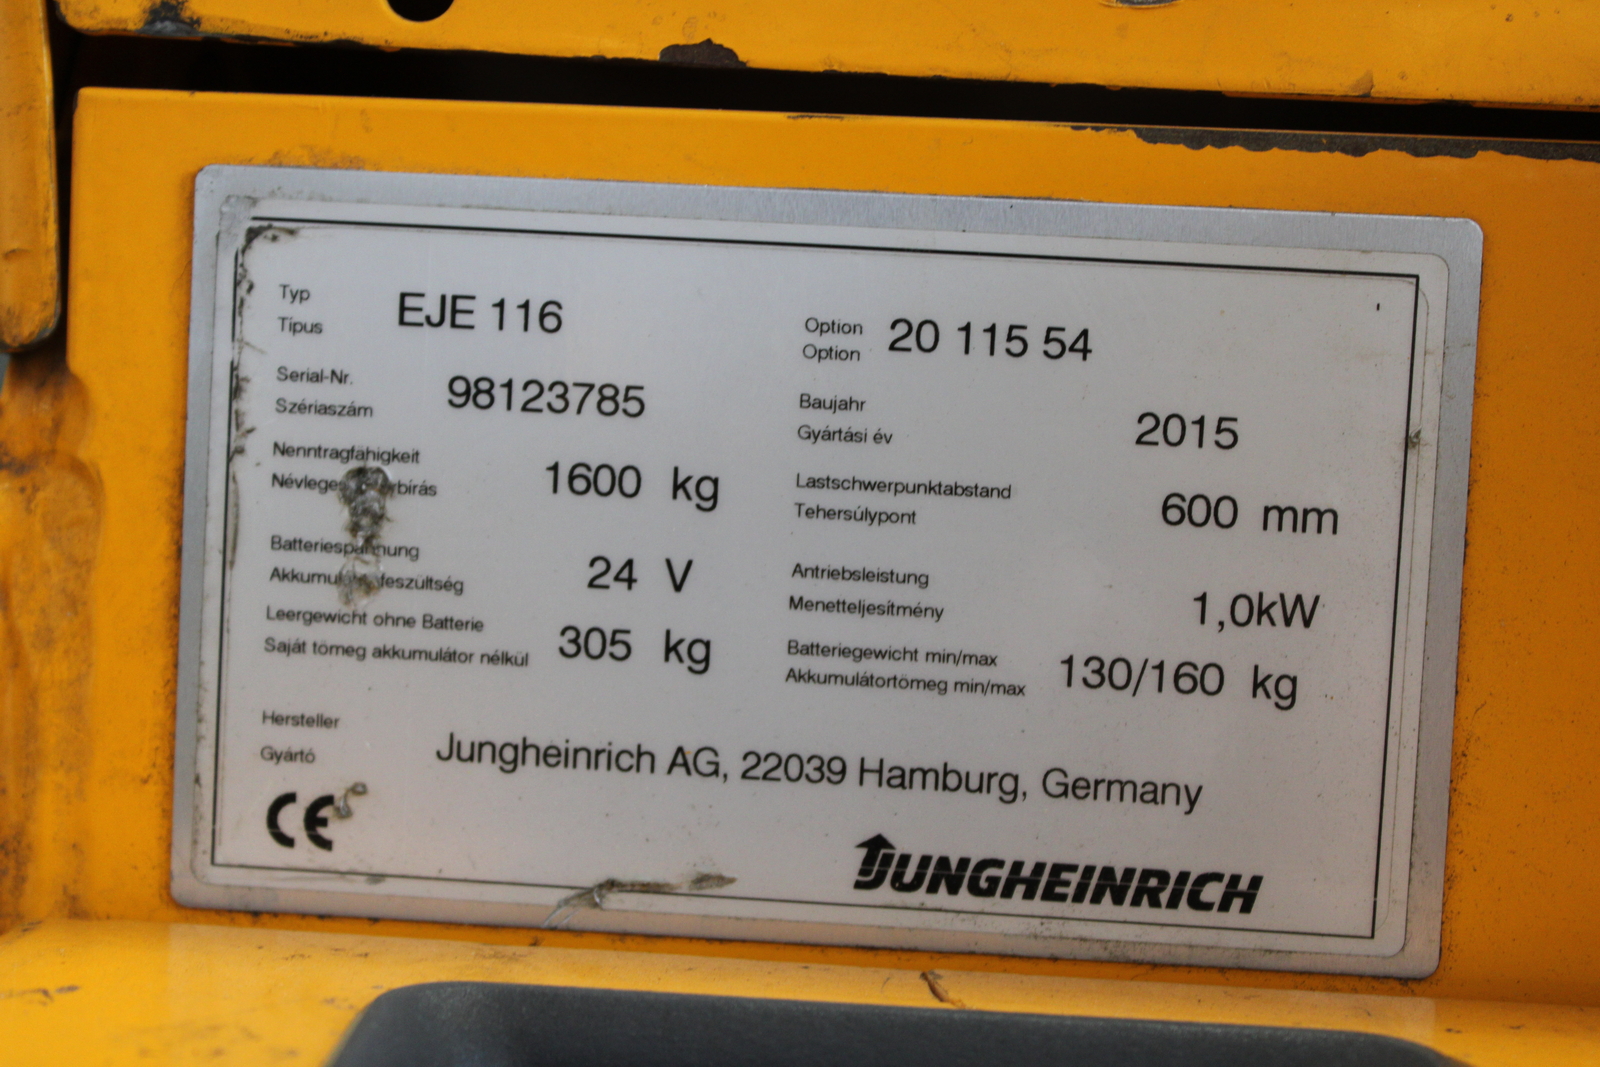 Typ
Típus
EJE 116
Option
Option
20 115 54
Serial-Nr.
Szériaszám
98123785
Baujahr
Gyártási év
2015
Nenntragfähigkeit
Névleges
1600 kg
Lastschwerpunktabstand
Tehersúlypont
600 mm
Batteriespannung
24 V
Antriebsleistung
Menetteljesítmény
1,0kW
Leergewicht ohne Batterie
Saját tömeg akkumulátor nélkül
305 kg
Batteriegewicht min/max
Akkumulátortömeg min/max
130/160 kg
Hersteller
Gyártó
Jungheinrich AG, 22039 Hamburg, Germany
CE
JUNGHEINRICH